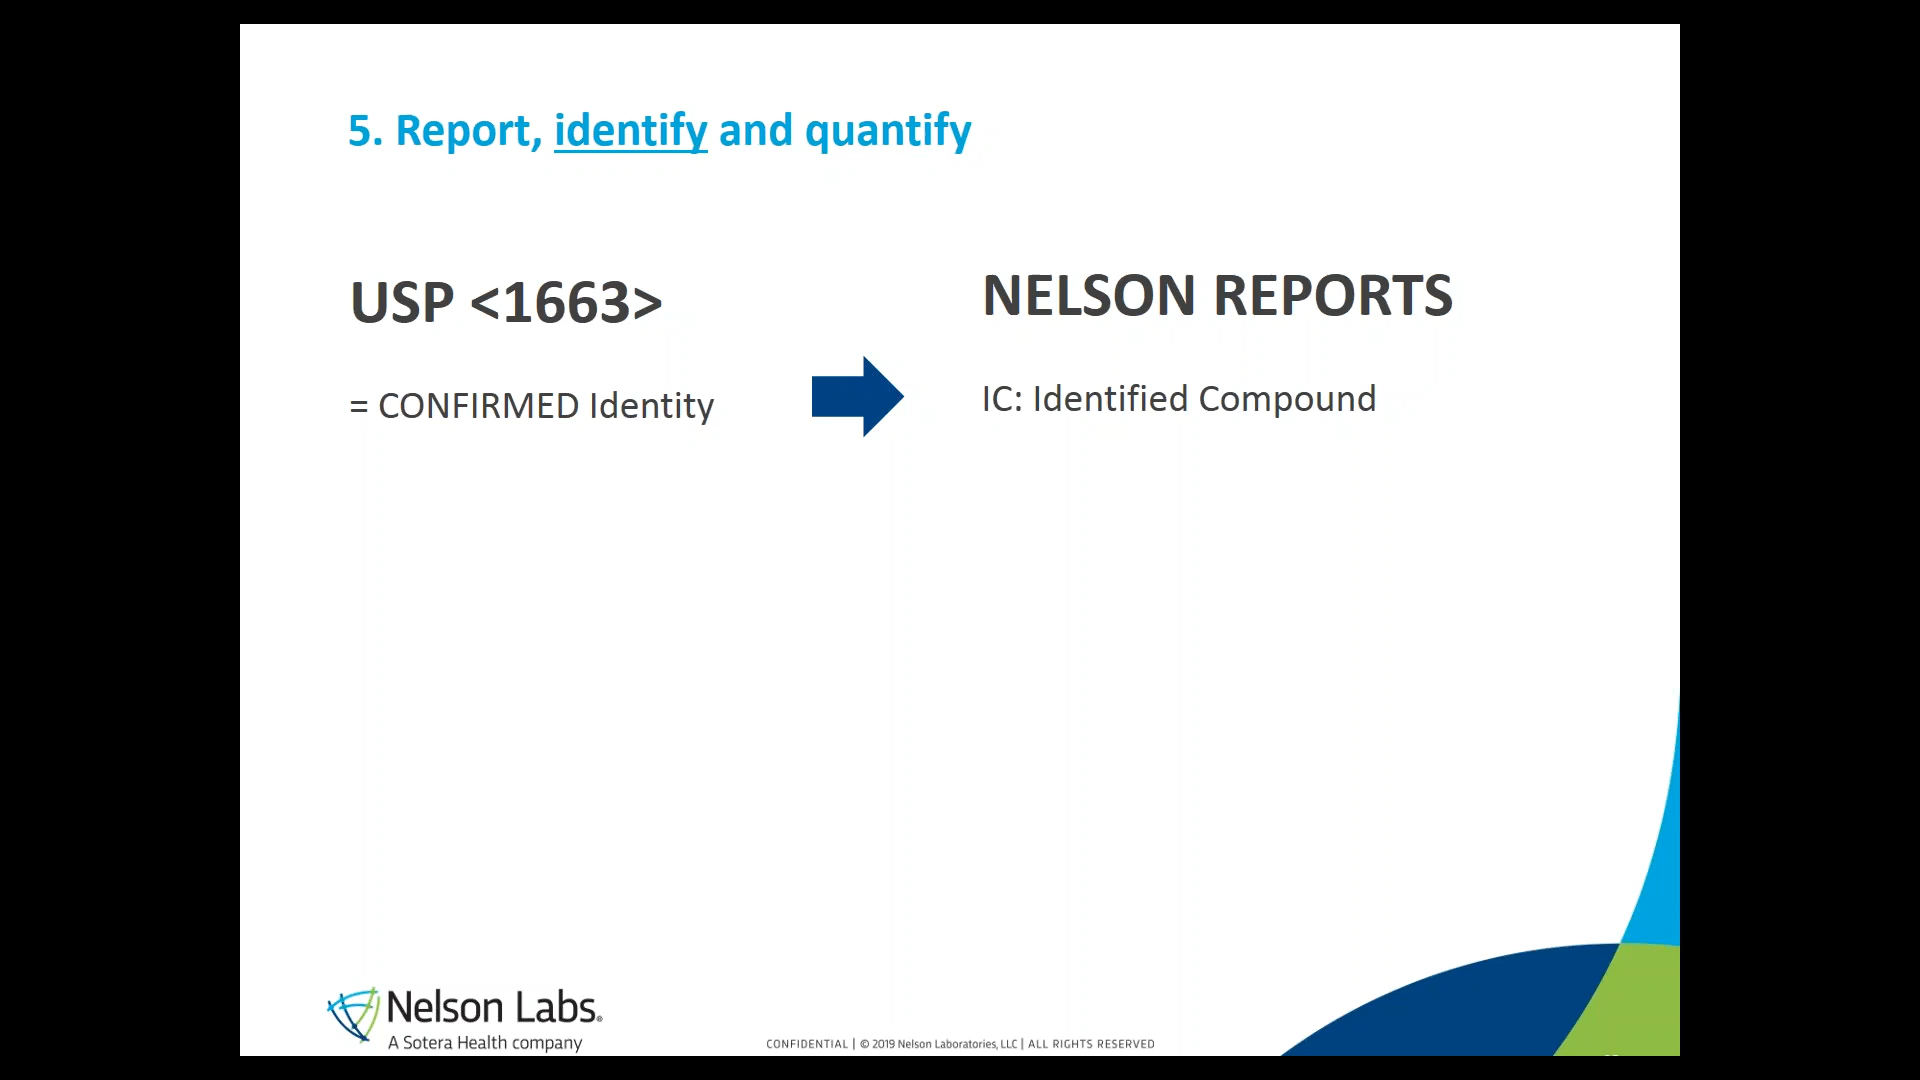 5. Report, identify and quantify
USP <1663>
= CONFIRMED Identity
NELSON REPORTS
IC: Identified Compound
Nelson Labs®
A Sotera Health company
CONFIDENTIAL | © 2019 Nelson Laboratories, LLC | ALL RIGHTS RESERVED